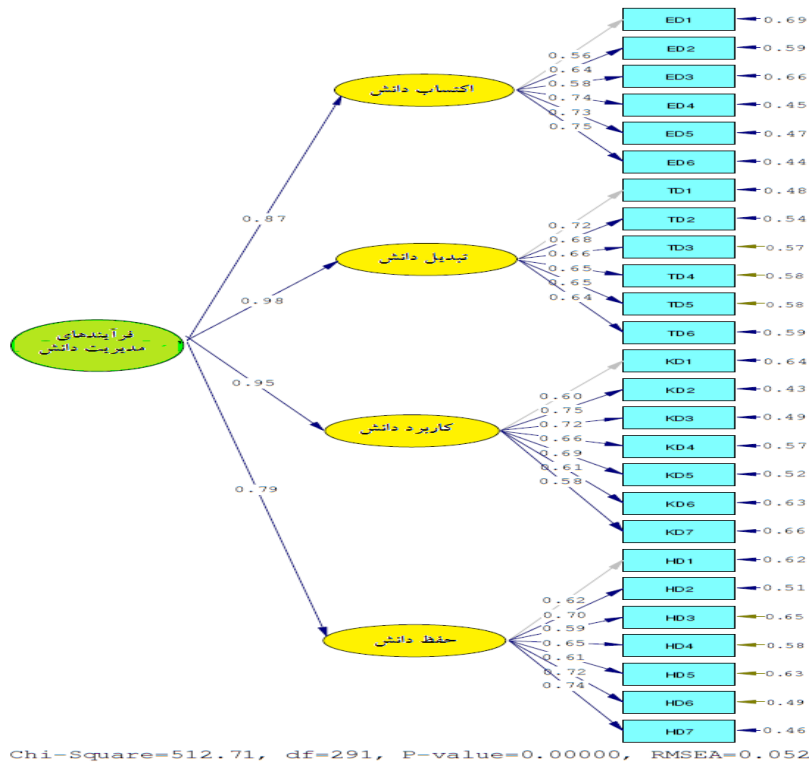 ED1
0.69
0.56
ED2
0.59
0.64
ED3
0.66
0.58
ED4
0.45
0.74
ED5
0.47
0.73
ED6
0.44
0.75
اکتساب دانش
0.87
TD1
0.48
0.72
TD2
0.54
0.68
TD3
0.57
0.66
TD4
0.58
0.65
TD5
0.58
0.65
TD6
0.59
0.64
تبدیل دانش
0.98
فرآیندهای
مدیریت دانش
KD1
0.64
0.60
KD2
0.43
0.75
KD3
0.49
0.72
KD4
0.57
0.66
KD5
0.52
0.69
KD6
0.63
0.61
KD7
0.66
0.58
کاربرد دانش
0.95
HD1
0.62
0.62
HD2
0.51
0.70
HD3
0.65
0.59
HD4
0.58
0.65
HD5
0.63
0.61
HD6
0.49
0.72
HD7
0.46
0.74
حفظ دانش
0.79
Chi-Square=512.71, df=291, P-value=0.00000, RMSEA=0.052